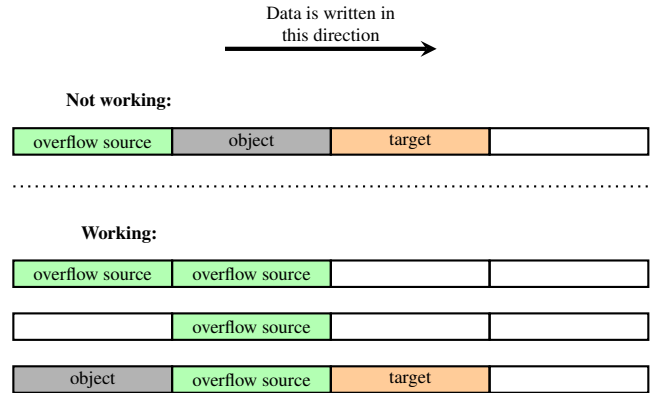 Data is written in
this direction
Not working:
overflow source object target
Working:
overflow source overflow source
overflow source
object overflow source target